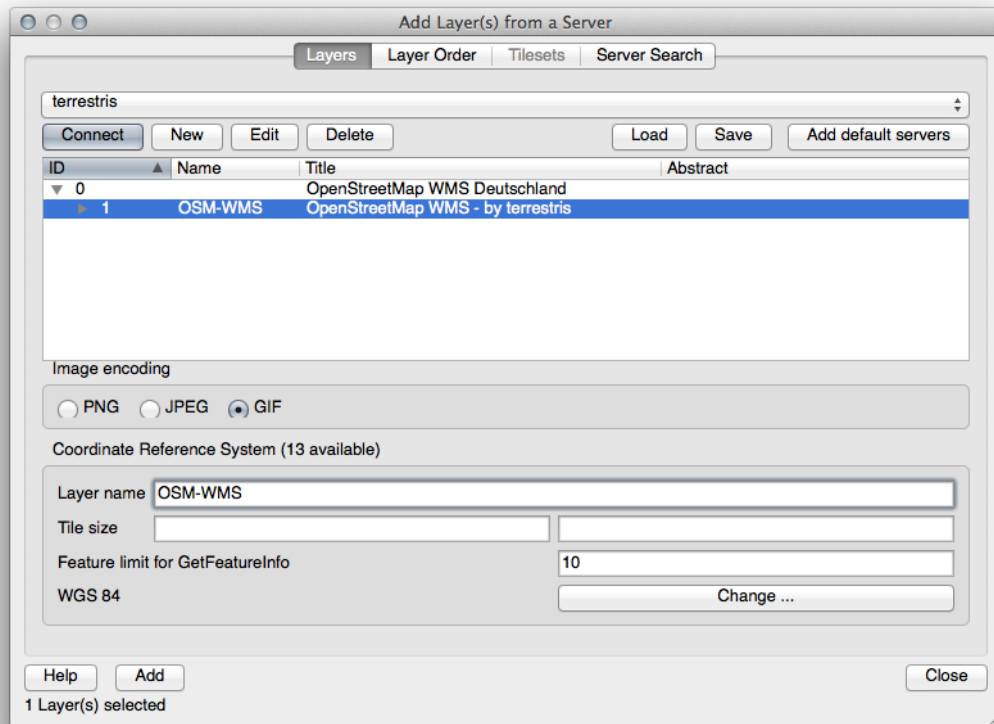 Add Layer(s) from a Server
Layers Layer Order Tilesets Server Search
terrestris
Connect New Edit Delete Load Save Add default servers
ID Name Title Abstract
0 OpenStreetMap WMS Deutschland
1 OSM-WMS OpenStreetMap WMS - by terrestris
Image encoding
PNG JPEG GIF
Coordinate Reference System (13 available)
Layer name OSM-WMS
Tile size
Feature limit for GetFeatureInfo 10
WGS 84 Change ...
Help Add Close
1 Layer(s) selected